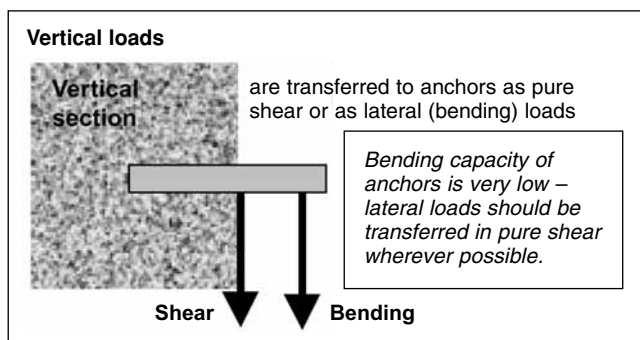 Vertical loads
Vertical
section
are transferred to anchors as pure
shear or as lateral (bending) loads
Bending capacity of
anchors is very low –
lateral loads should be
transferred in pure shear
wherever possible.
Shear
Bending